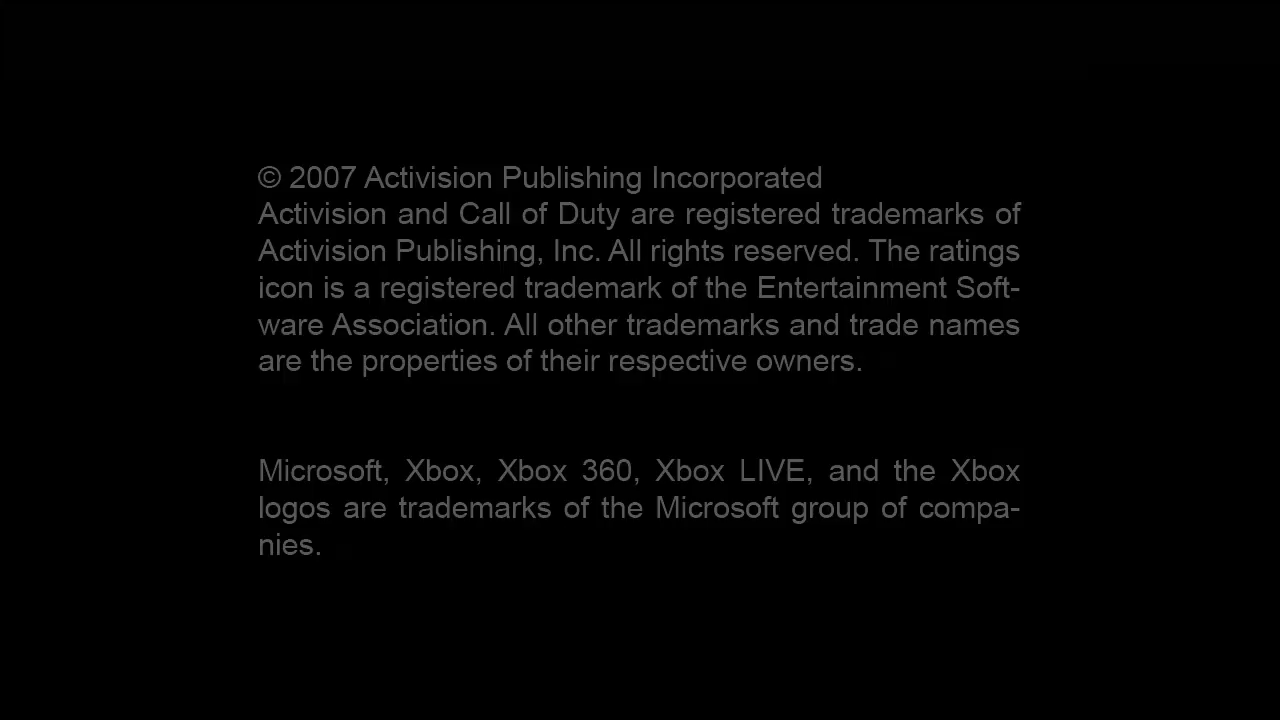 © 2007 Activision Publishing Incorporated
Activision and Call of Duty are registered trademarks of
Activision Publishing, Inc. All rights reserved. The ratings
icon is a registered trademark of the Entertainment Soft-
ware Association. All other trademarks and trade names
are the properties of their respective owners.
Microsoft, Xbox, Xbox 360, Xbox LIVE, and the Xbox
logos are trademarks of the Microsoft group of compa-
nies.